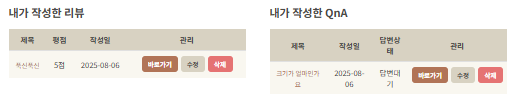 내가 작성한 리뷰
제목 평점 작성일 관리
푹신푹신 5점 2025-08-06 바로가기 수정 삭제
내가 작성한 QnA
제목 작성일 답변상
태 관리
크기가 얼마인가
요 2025-08-
06 답변대
기 바로가기 수정 삭제